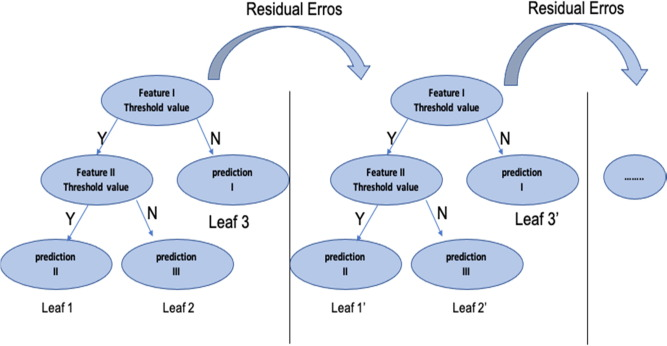 Residual Erros
Residual Erros
Feature I
Threshold value
Feature I
Threshold value
Y
N
Y
N
Feature II
Threshold value
prediction
I
Feature II
Threshold value
prediction
I
........
Y
N
Leaf 3
Y
N
Leaf 3’
prediction
II
prediction
III
prediction
II
prediction
III
Leaf 1
Leaf 2
Leaf 1’
Leaf 2’